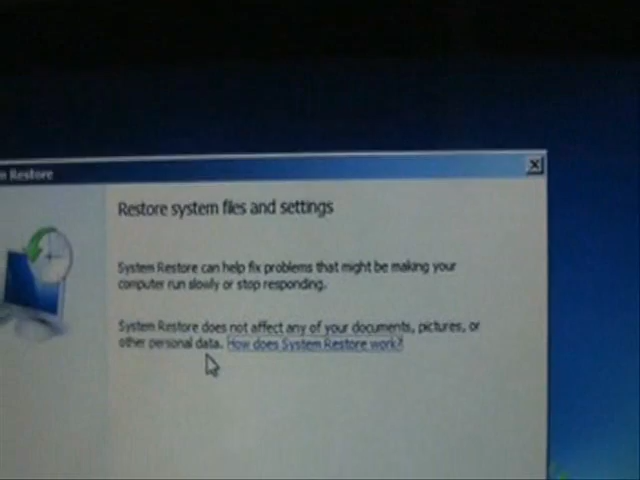 m Restore
Restore system files and settings
System Restore can help fix problems that might be making your
computer run slowly or stop responding.
System Restore does not affect any of your documents, pictures, or
other personal data. How does System Restore work?